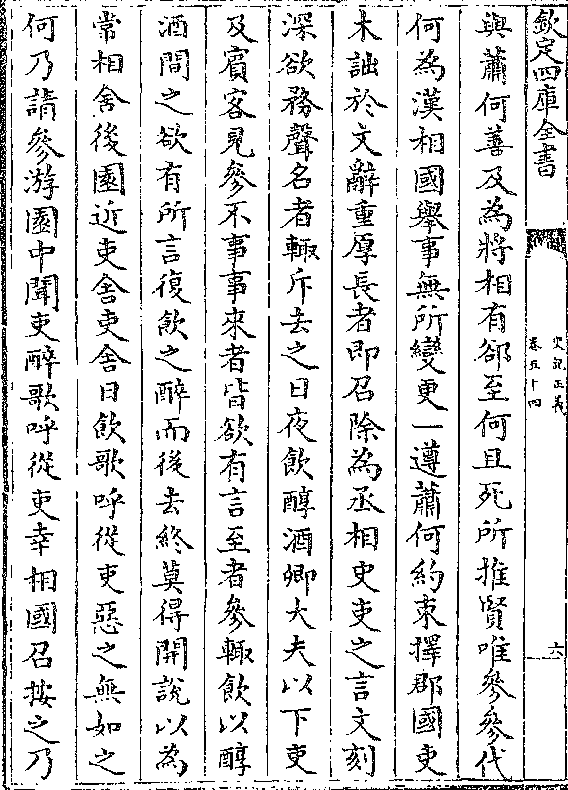 欽定四庫全書
史記正義
卷五十四
六
與蕭何善及為將相有郤至何且死所推賢唯參參代
何為漢相國舉事無所變更一遵蕭何約束擇郡國吏
木詘於文辭重厚長者即召除為丞相史吏之言文刻
深欲務聲名者輙斥去之日夜飲醇酒卿大夫以下吏
及賓客見參不事事來者皆欲有言至者參輙飲以醇
酒間之欲有所言復飲之醉而後去終莫得開說以為
常相舍後園近吏舍吏舍日飲歌呼從吏惡之無如之
何乃請參游園中聞吏醉歌呼從吏幸相國召按之乃